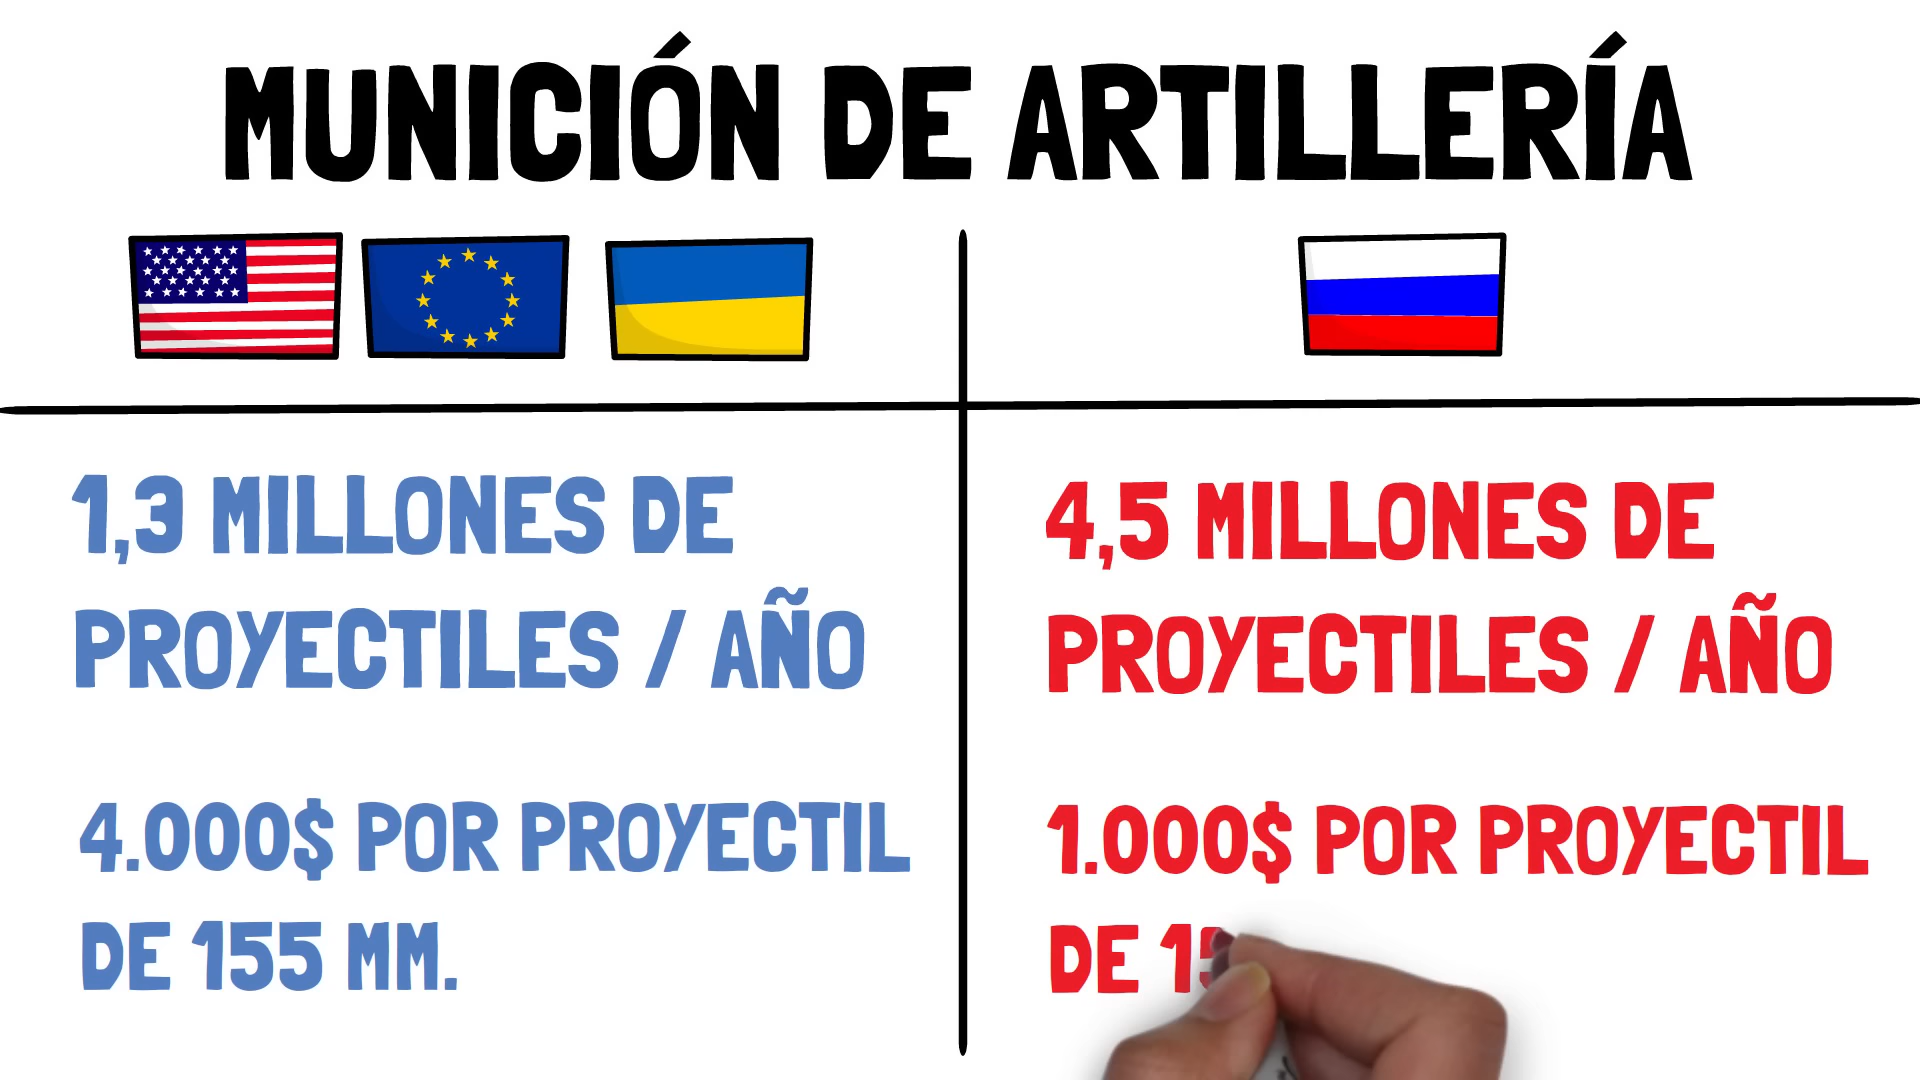 MUNICIÓN DE ARTILLERÍA
1,3 MILLONES DE
PROYECTILES / AÑO
4.000$ POR PROYECTIL
DE 155 MM.
4,5 MILLONES DE
PROYECTILES / AÑO
1.000$ POR PROYECTIL
DE